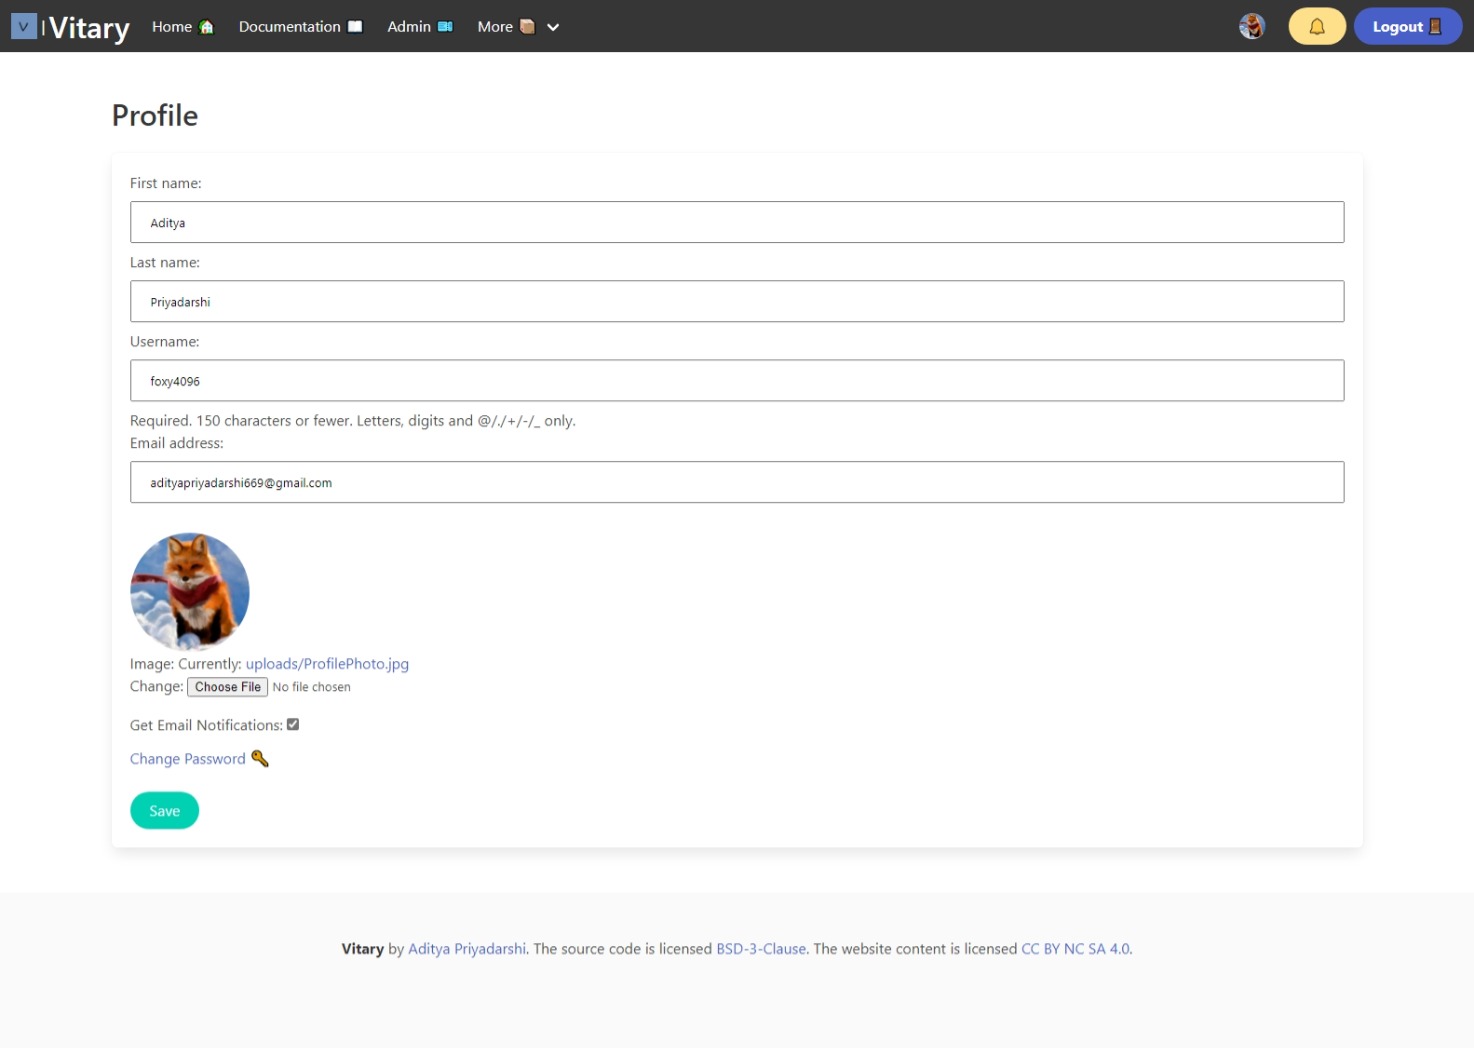 V | Vitary Home Documentation Admin More Logout
Profile
First name:
Aditya
Last name:
Priyadarshi
Username:
foxy4096
Required. 150 characters or fewer. Letters, digits and @/./+/-/_ only.
Email address:
adityapriyadarshi669@gmail.com
Image: Currently: uploads/ProfilePhoto.jpg
Change: Choose File No file chosen
Get Email Notifications:
Change Password
Save
Vitary by Aditya Priyadarshi. The source code is licensed BSD-3-Clause. The website content is licensed CC BY NC SA 4.0.